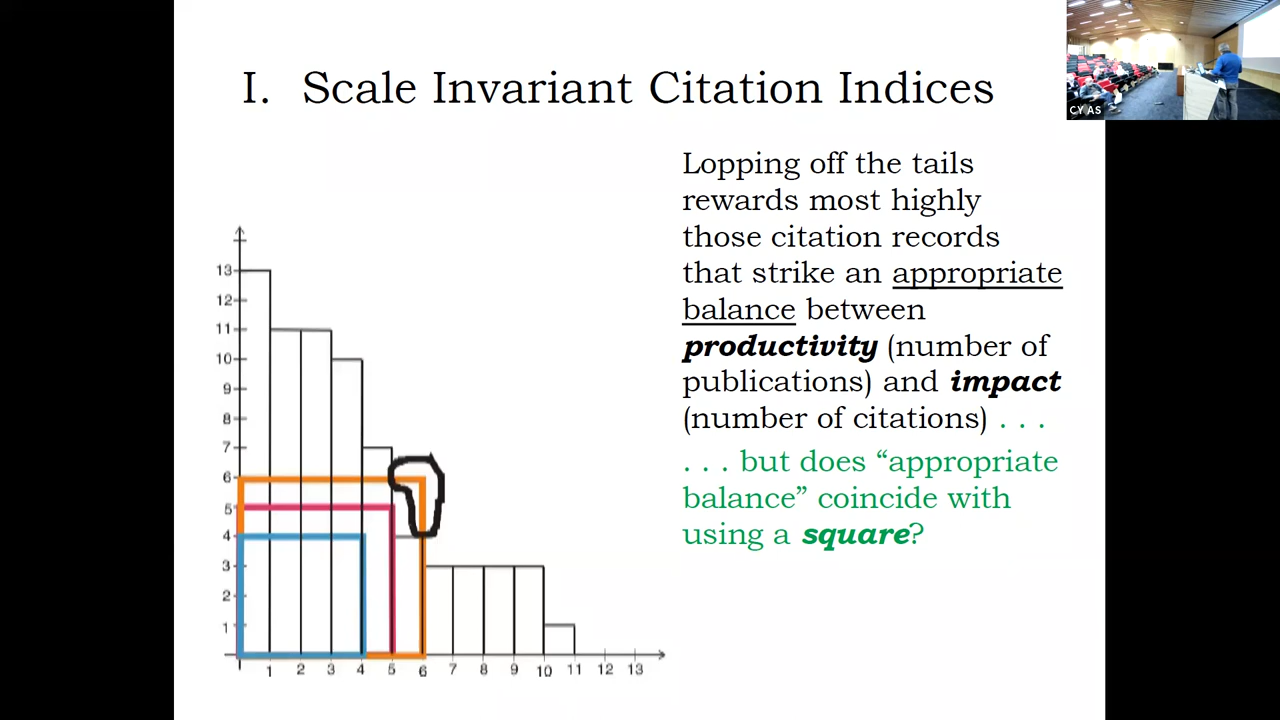 I. Scale Invariant Citation Indices
CY AS
Lopping off the tails
rewards most highly
those citation records
that strike an appropriate
balance between
productivity (number of
publications) and impact
(number of citations) . . .
. . . but does “appropriate
balance” coincide with
using a square?
13
12
11
10
9
8
7
6
5
4
3
2
1
1 2 3 4 5 6 7 8 9 10 11 12 13